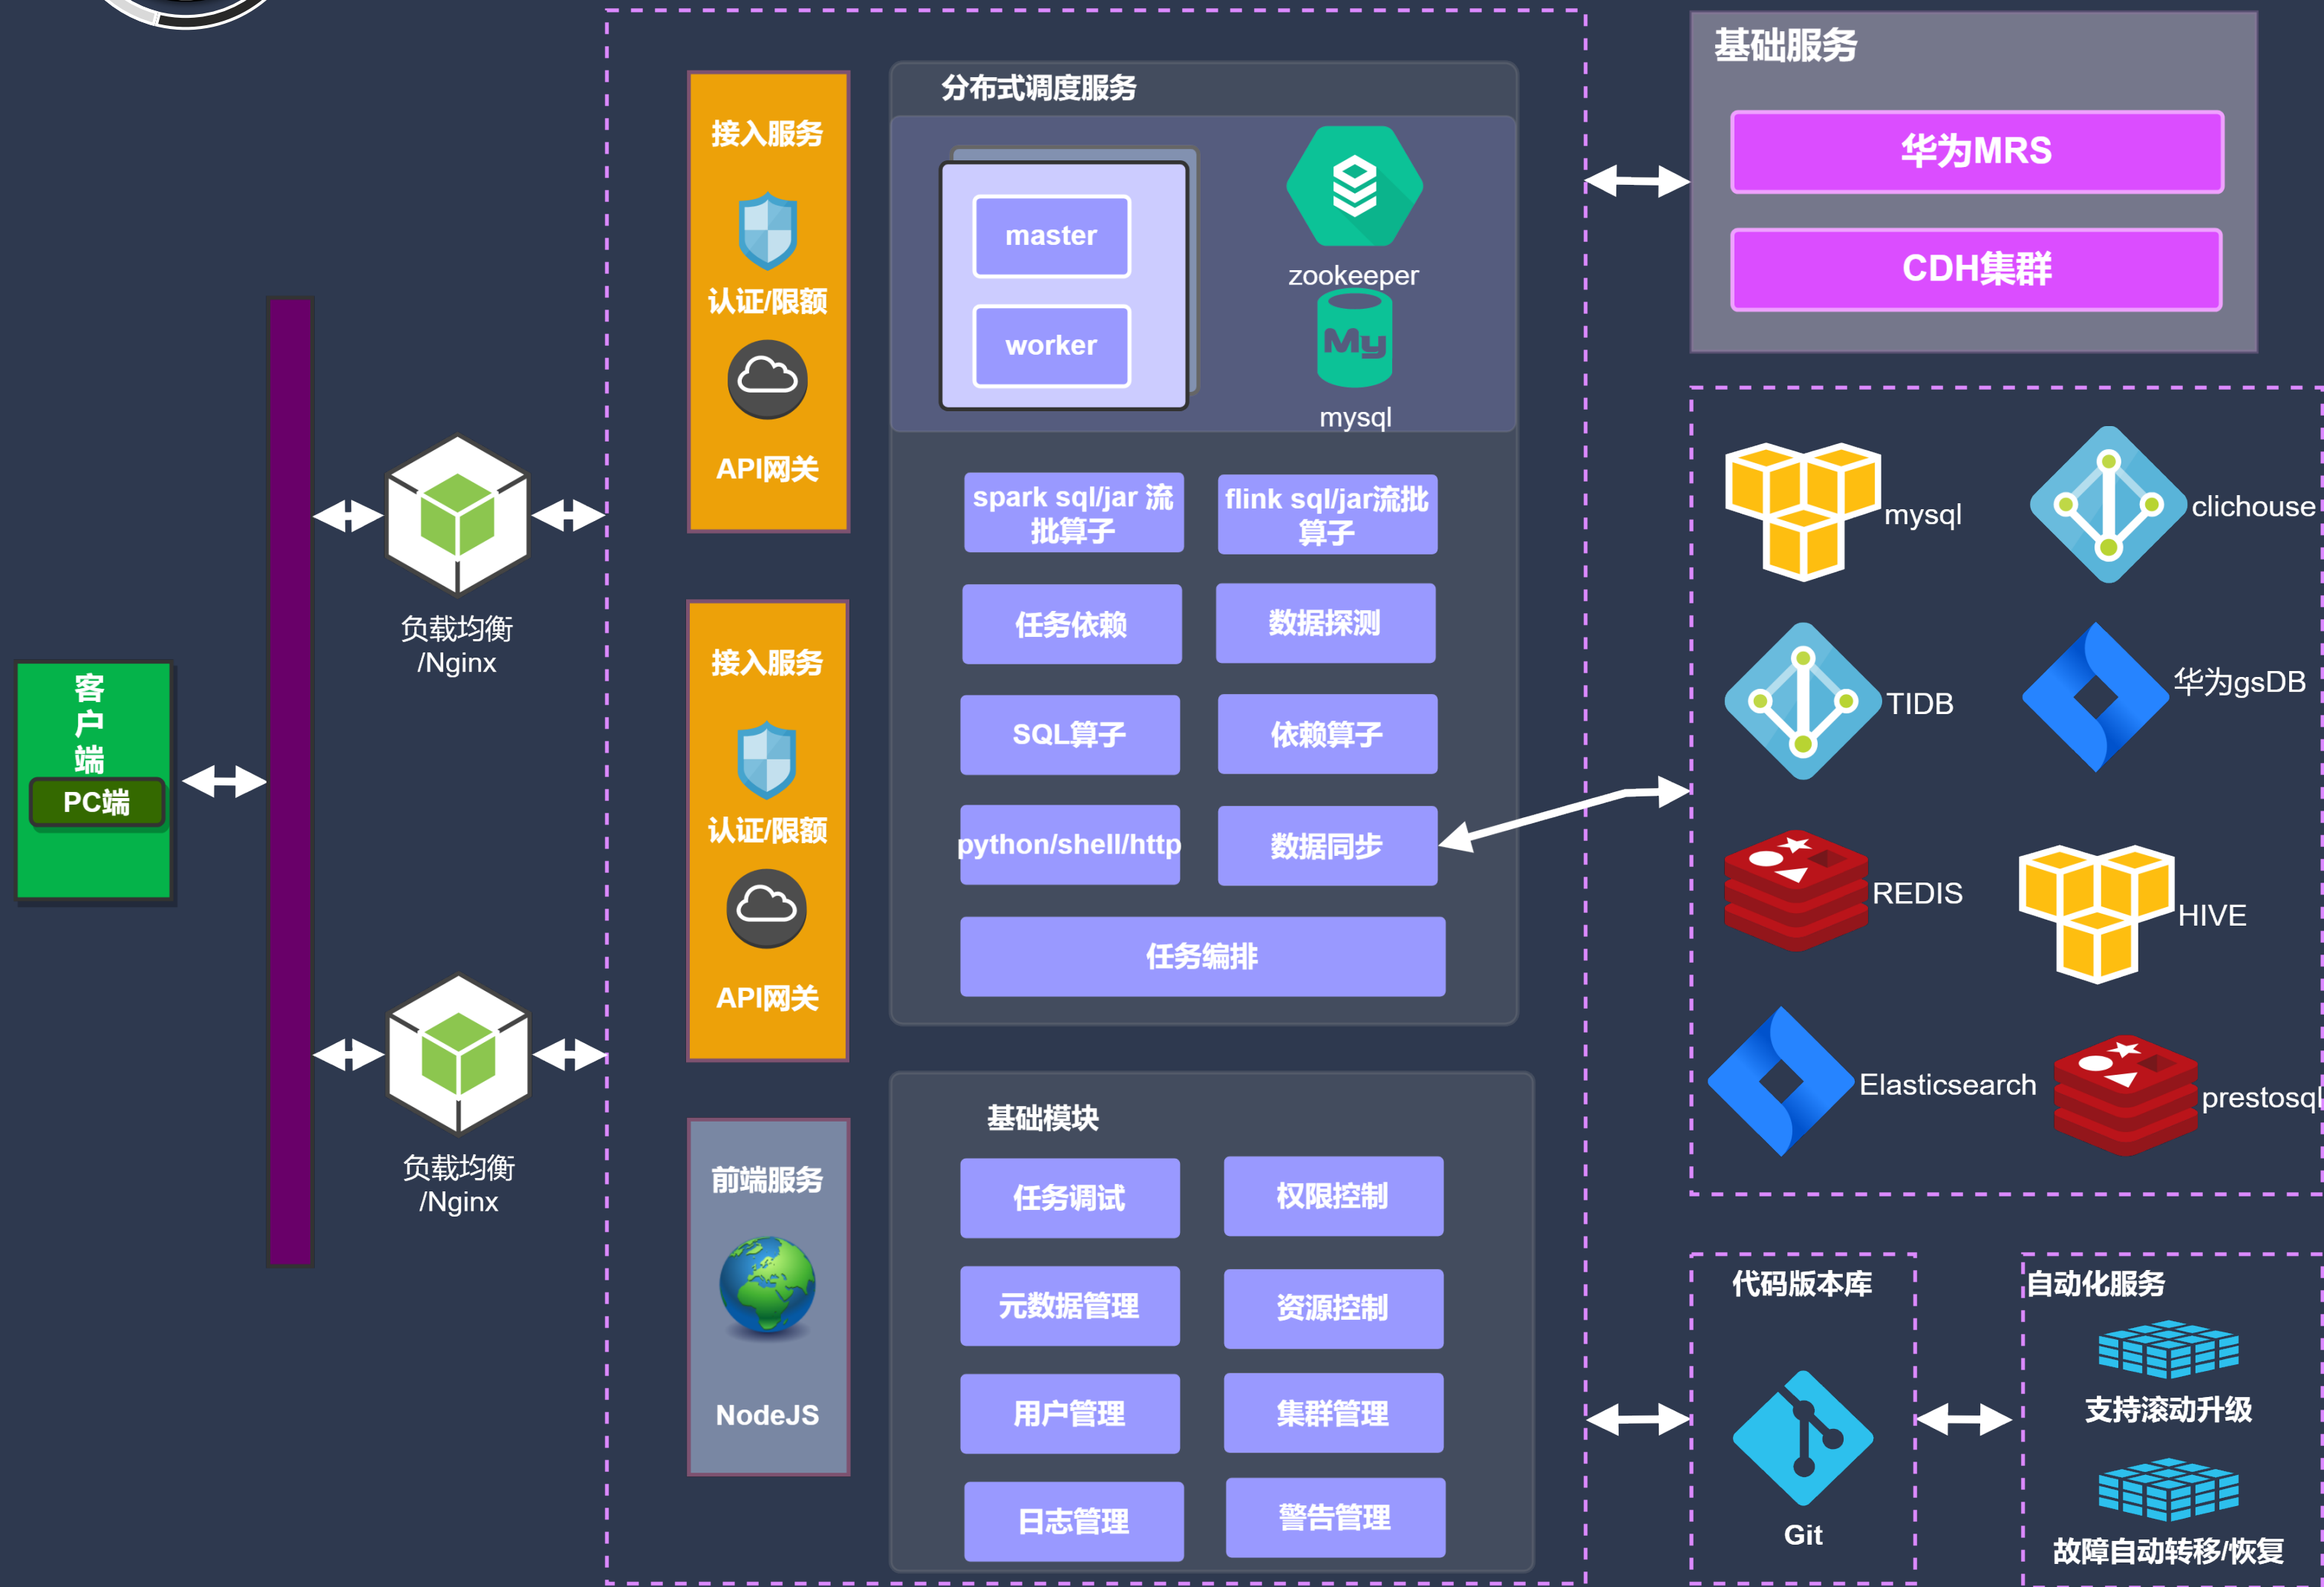 客
户
端
PC端
负载均衡
/Nginx
负载均衡
/Nginx
接入服务
认证/限额
API网关
接入服务
认证/限额
API网关
前端服务
NodeJS
分布式调度服务
master
worker
zookeeper
My
mysql
spark sql/jar 流
批算子
flink sql/jar流批
算子
任务依赖
数据探测
SQL算子
依赖算子
python/shell/http
数据同步
任务编排
基础模块
任务调试
权限控制
元数据管理
资源控制
用户管理
集群管理
日志管理
警告管理
基础服务
华为MRS
CDH集群
mysql
clichouse
TIDB
华为gsDB
REDIS
HIVE
Elasticsearch
prestosql
代码版本库
Git
自动化服务
支持滚动升级
故障自动转移/恢复